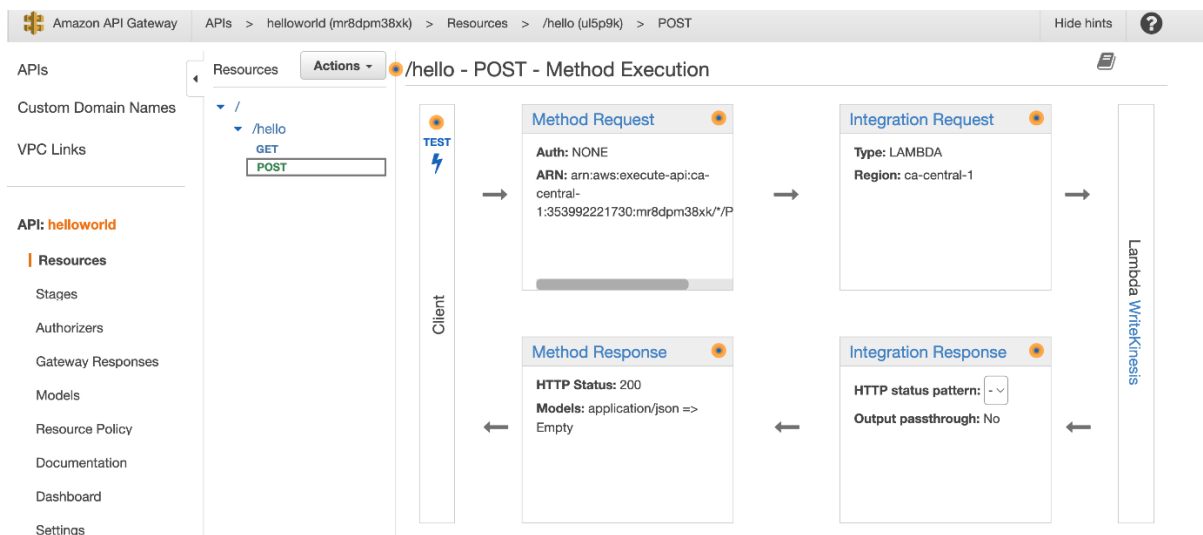 Amazon API Gateway
APIs > helloworld (mr8dpm38xk) > Resources > /hello (ul5p9k) > POST
Hide hints
?
APIs
Custom Domain Names
VPC Links
API: helloworld
Resources
Stages
Authorizers
Gateway Responses
Models
Resource Policy
Documentation
Dashboard
Settings
Resources
Actions
/
/hello
GET
POST
/hello - POST - Method Execution
TEST
Client
Method Request
Auth: NONE
ARN: arn:aws:execute-api:ca-
central-
1:353992221730:mr8dpm38xk/*/P
Integration Request
Type: LAMBDA
Region: ca-central-1
Lambda WriteKinesis
Method Response
HTTP Status: 200
Models: application/json =>
Empty
Integration Response
HTTP status pattern: -
Output passthrough: No